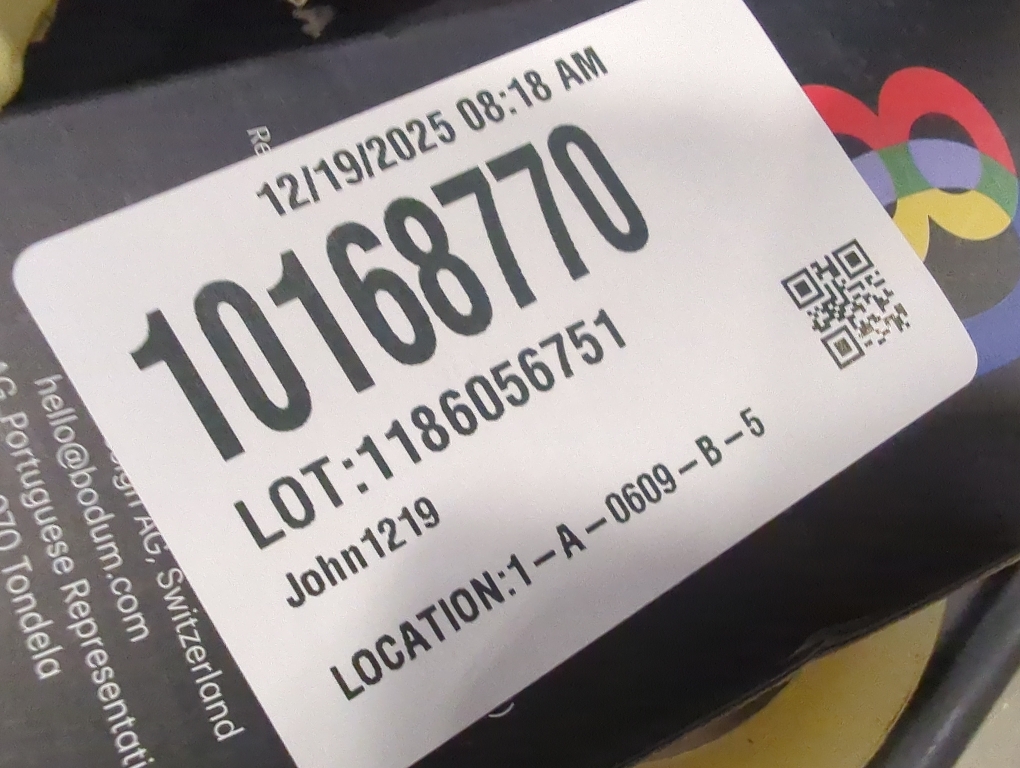 12/19/2025 08:18 AM
10168770
LOT:1186056751
John1219
LOCATION:1-A-0609-B-5
Re
AG, Switzerland
hello@bodum.com
Portuguese Representati
Tondela